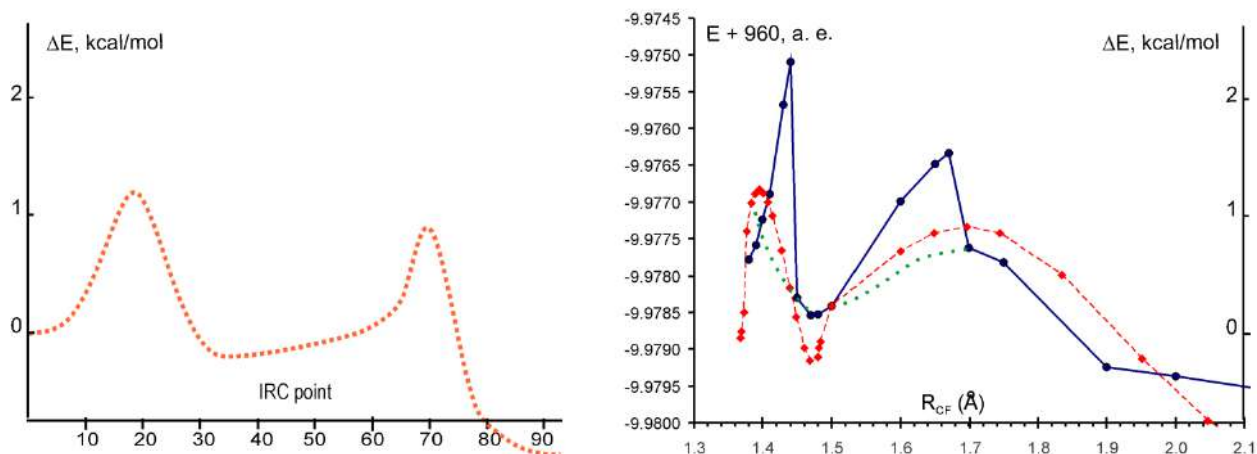 ΔE, kcal/mol
2
1
0
IRC point
10 20 30 40 50 60 70 80 90
E + 960, a. e.
ΔE, kcal/mol
-9.9745
-9.9750
-9.9755
-9.9760
-9.9765
-9.9770
-9.9775
-9.9780
-9.9785
-9.9790
-9.9795
-9.9800
2
1
0
R_CF (Å)
1.3 1.4 1.5 1.6 1.7 1.8 1.9 2.0 2.1